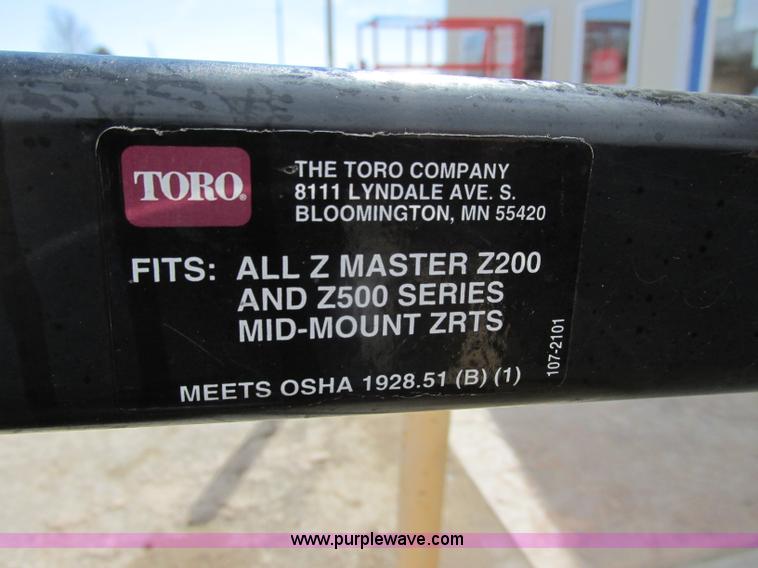 TORO®
THE TORO COMPANY
8111 LYNDALE AVE. S.
BLOOMINGTON, MN 55420
FITS: ALL Z MASTER Z200
AND Z500 SERIES
MID-MOUNT ZRTS
MEETS OSHA 1928.51 (B) (1)
107-2101
www.purplewave.com